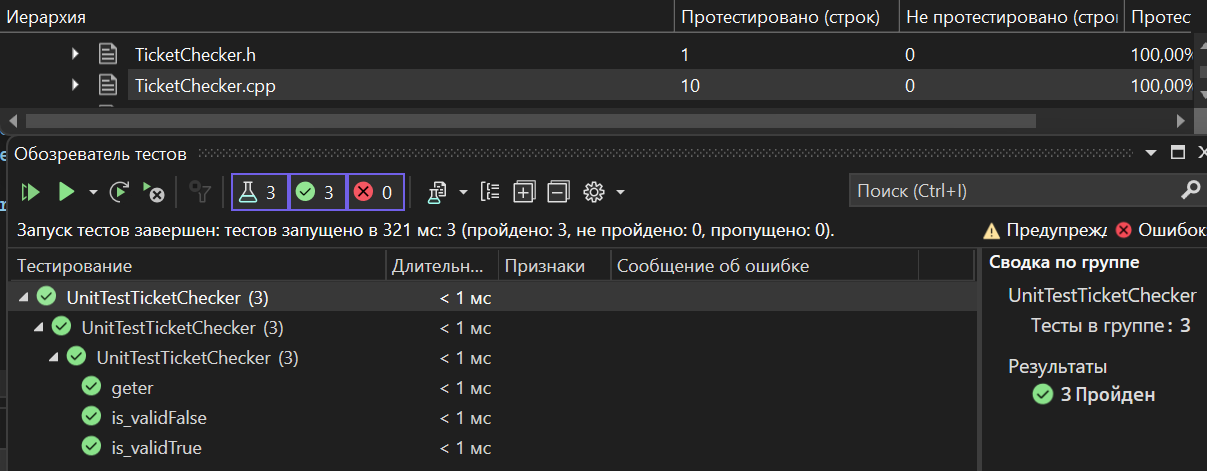 Иерархия Протестировано (строк) Не протестировано (строк Протес
TicketChecker.h 1 0 100,00%
TicketChecker.cpp 10 0 100,00%
Обозреватель тестов
3 3 0 Поиск (Ctrl+I)
Запуск тестов завершен: тестов запущено в 321 мс: 3 (пройдено: 3, не пройдено: 0, пропущено: 0). Предупрежд Ошибок
Тестирование Длительн... Признаки Сообщение об ошибке
Сводка по группе
UnitTestTicketChecker (3) < 1 мс
UnitTestTicketChecker
UnitTestTicketChecker (3) < 1 мс
Тесты в группе: 3
UnitTestTicketChecker (3) < 1 мс
Результаты
geter < 1 мс
3 Пройден
is_validFalse < 1 мс
is_validTrue < 1 мс